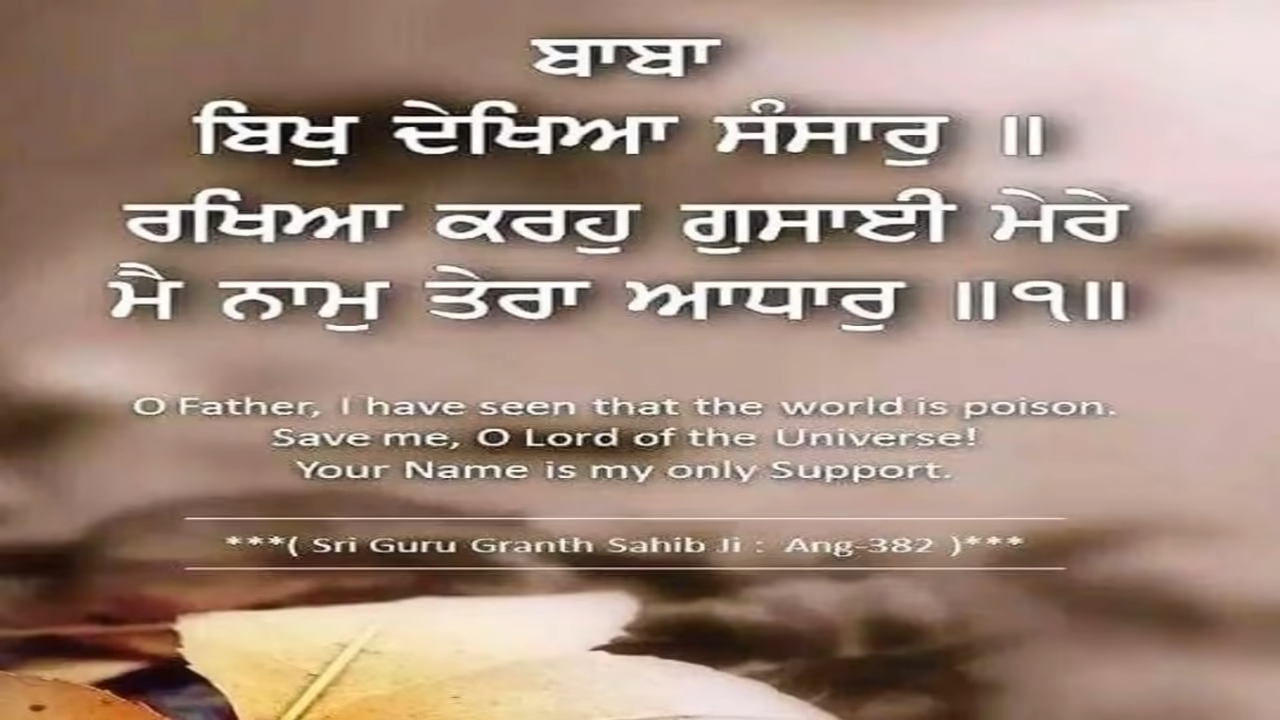 ਬਾਬਾ
ਬਿਖੁ ਦੇਖਿਆ ਸੰਸਾਰੁ ॥
ਰਖਿਆ ਕਰਹੁ ਗੁਸਾਈ ਮੇਰੇ
ਮੈ ਨਾਮੁ ਤੇਰਾ ਆਧਾਰੁ ॥੧॥
O Father, I have seen that the world is poison.
Save me, O Lord of the Universe!
Your Name is my only Support.
***( Sri Guru Granth Sahib Ji : Ang-382 )***